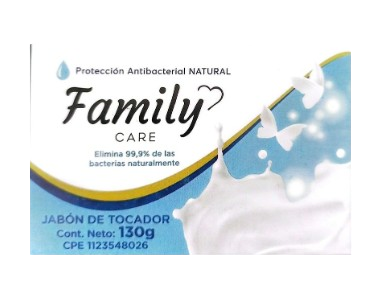 Protección Antibacterial NATURAL
Family
CARE
Elimina 99,9% de las
bacterias naturalmente
JABÓN DE TOCADOR
Cont. Neto: 130g
CPE 1123548026